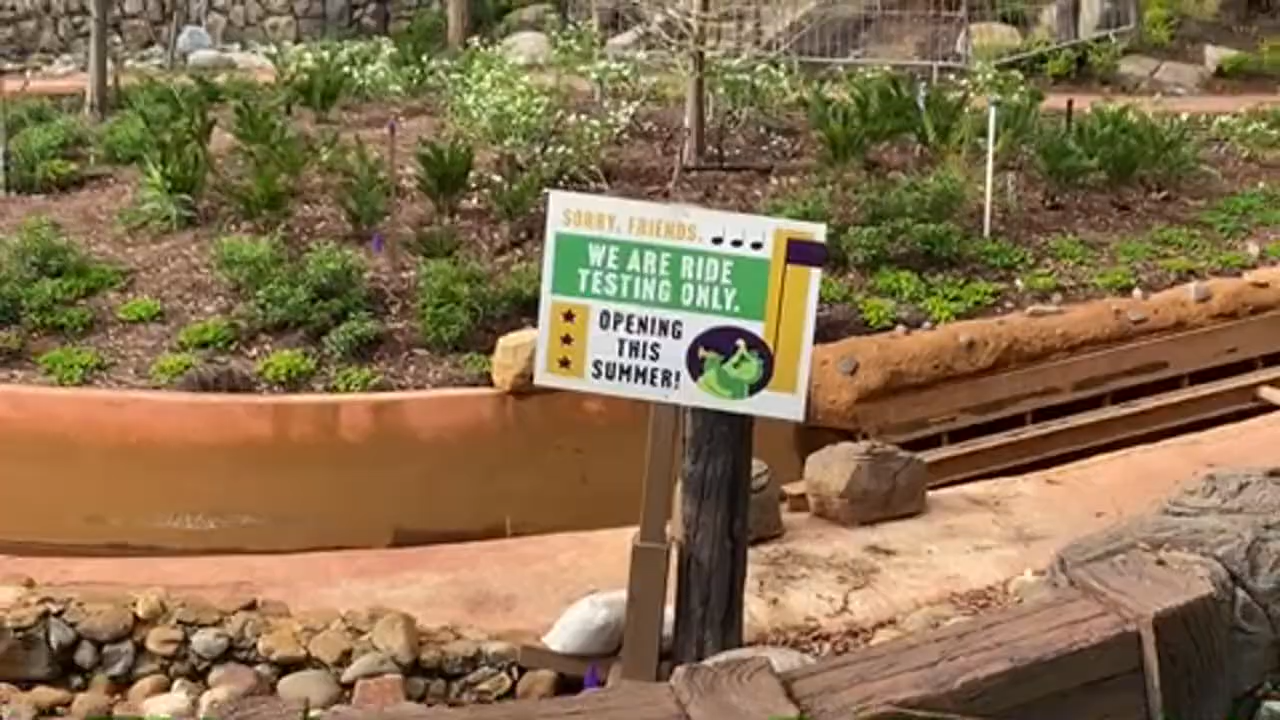 SORRY, FRIENDS.
WE ARE RIDE
TESTING ONLY.
OPENING
THIS
SUMMER!